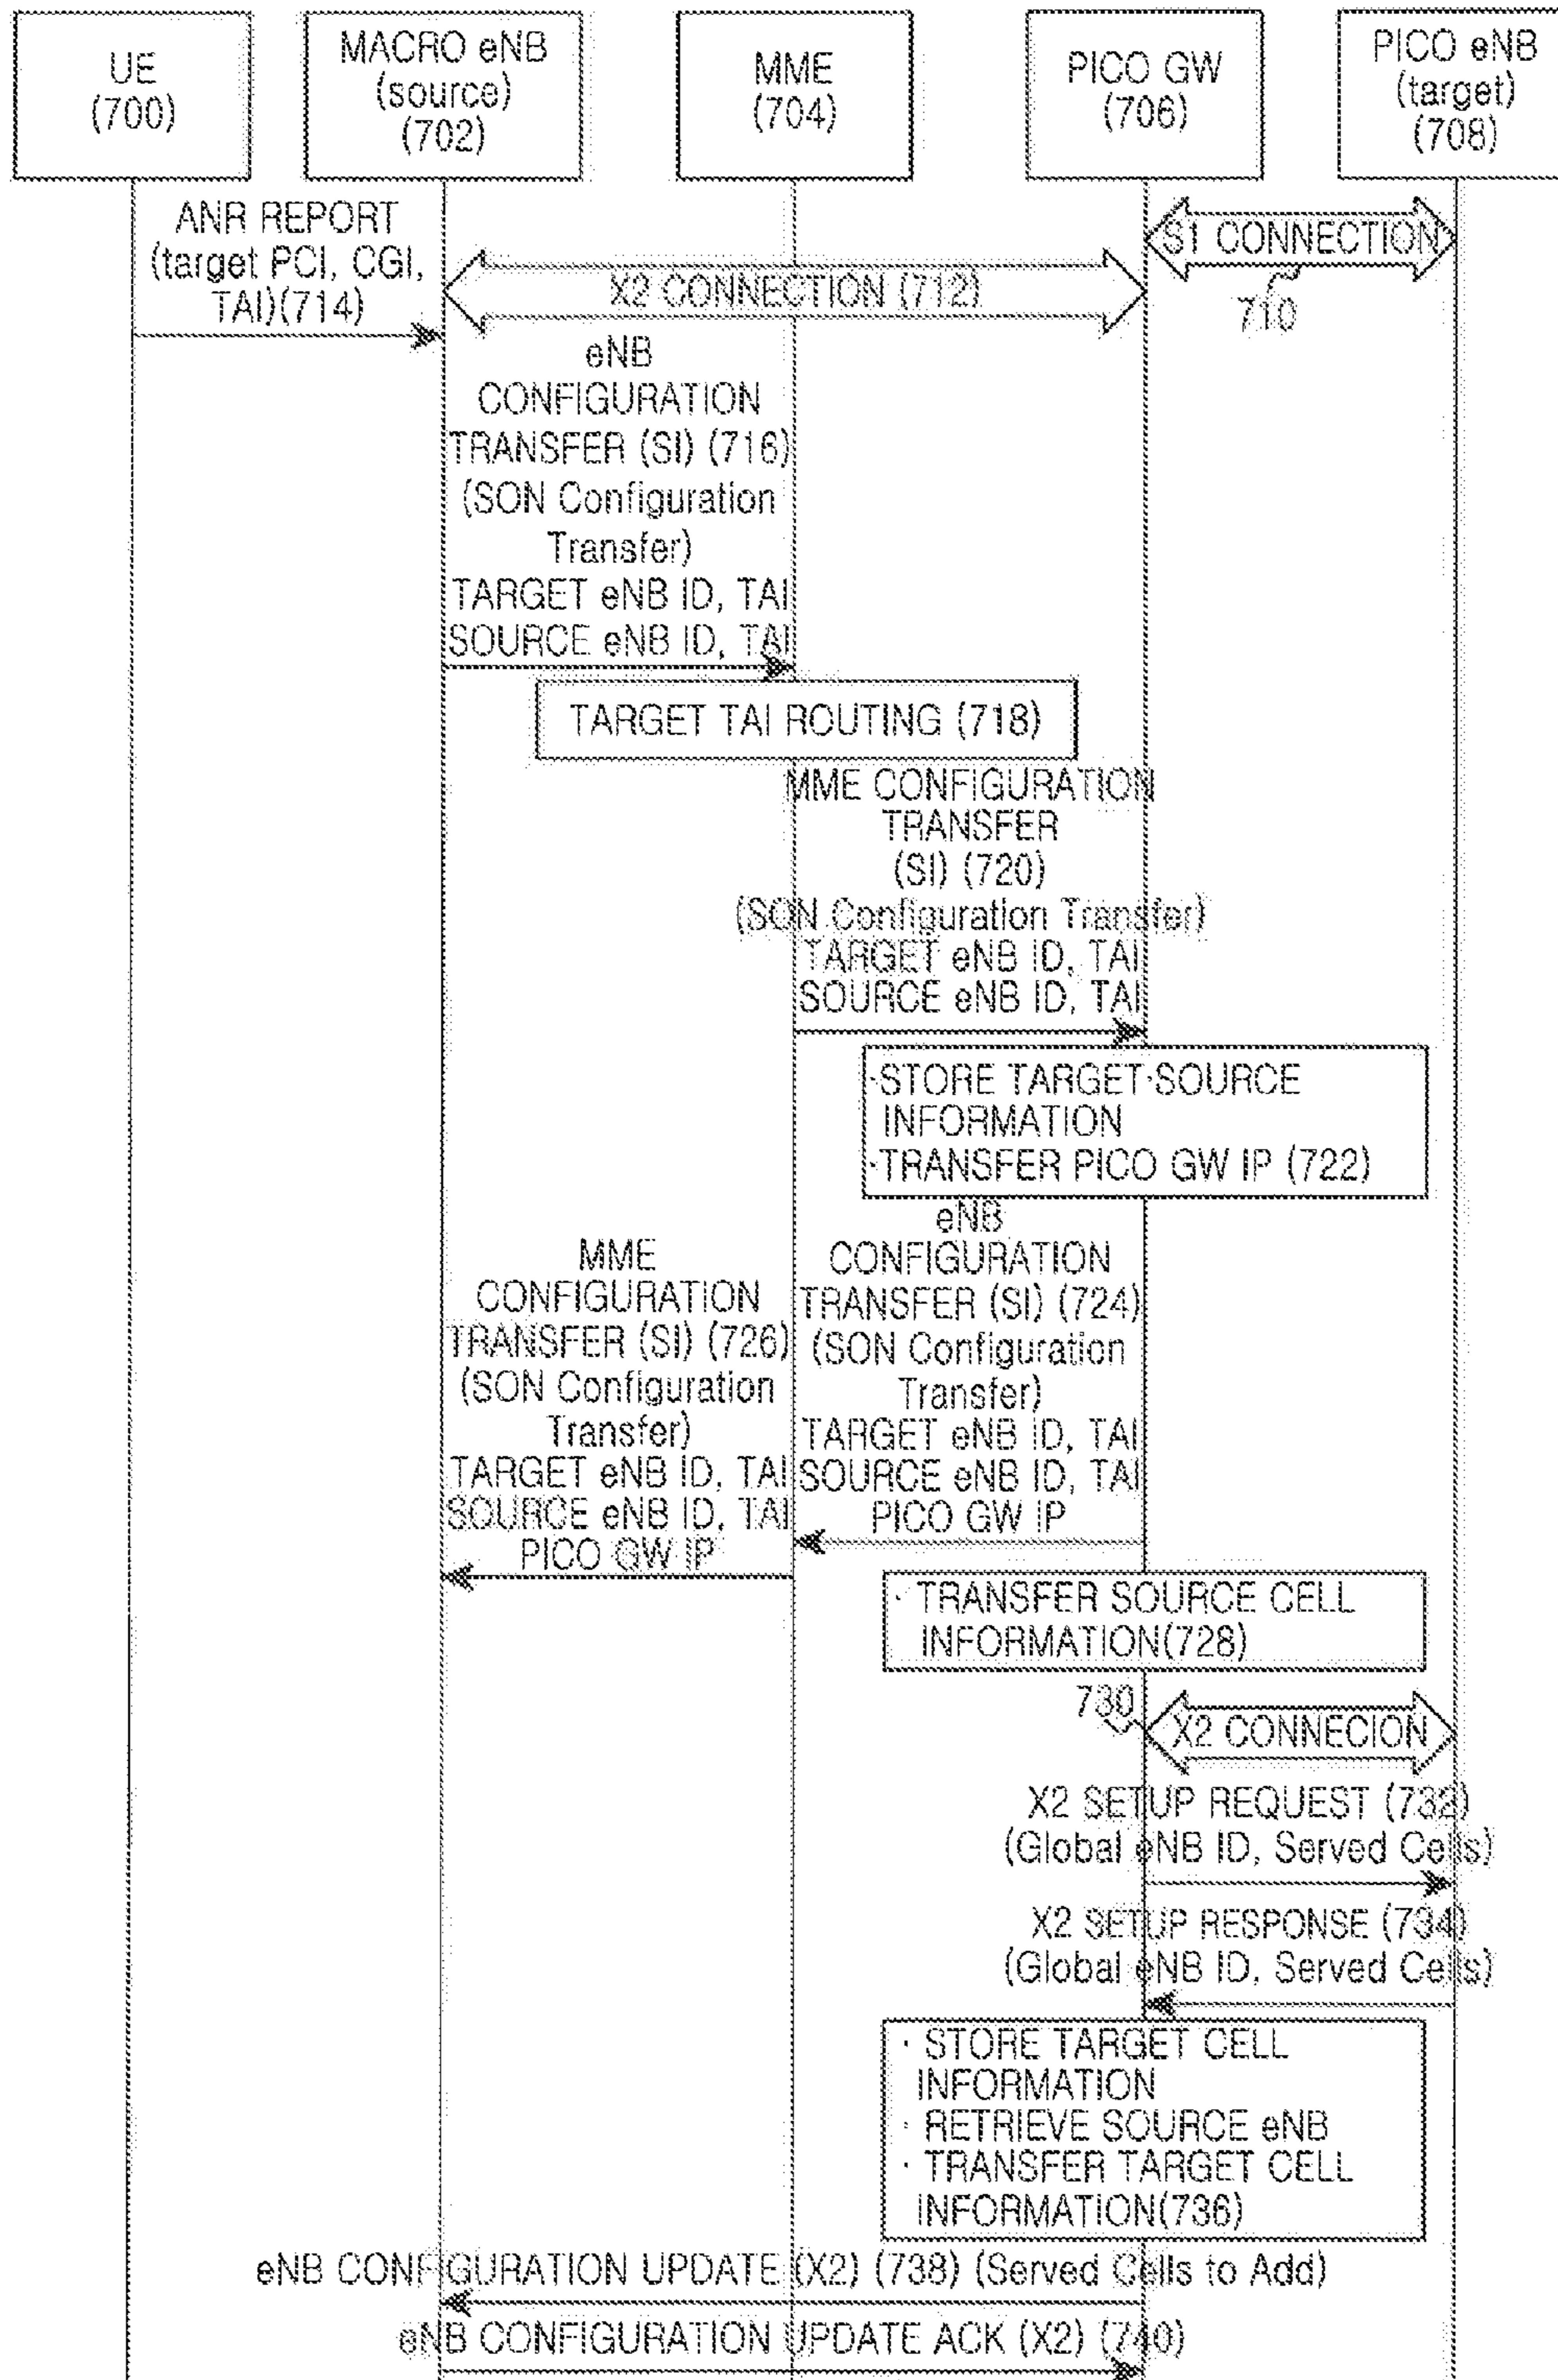 UE
(700)
MACRO eNB
(source)
(702)
MME
(704)
PICO GW
(706)
PICO eNB
(target)
(708)
ANR REPORT
(target PCI, CGI,
TAI)(714)
S1 CONNECTION
710
X2 CONNECTION (712)
eNB
CONFIGURATION
TRANSFER (SI) (716)
(SON Configuration
Transfer)
TARGET eNB ID, TAI
SOURCE eNB ID, TAI
TARGET TAI ROUTING (718)
MME CONFIGURATION
TRANSFER
(SI) (720)
(SON Configuration Transfer)
TARGET eNB ID, TAI
SOURCE eNB ID, TAI
·STORE TARGET·SOURCE
INFORMATION
·TRANSFER PICO GW IP (722)
eNB
CONFIGURATION
TRANSFER (SI) (724)
(SON Configuration
Transfer)
TARGET eNB ID, TAI
SOURCE eNB ID, TAI
PICO GW IP
MME
CONFIGURATION
TRANSFER (SI) (726)
(SON Configuration
Transfer)
TARGET eNB ID, TAI
SOURCE eNB ID, TAI
PICO GW IP
· TRANSFER SOURCE CELL
INFORMATION(728)
730
X2 CONNECION
X2 SETUP REQUEST (732)
(Global eNB ID, Served Cells)
X2 SETUP RESPONSE (734)
(Global eNB ID, Served Cells)
· STORE TARGET CELL
INFORMATION
· RETRIEVE SOURCE eNB
· TRANSFER TARGET CELL
INFORMATION(736)
eNB CONFIGURATION UPDATE (X2) (738) (Served Cells to Add)
eNB CONFIGURATION UPDATE ACK (X2) (740)